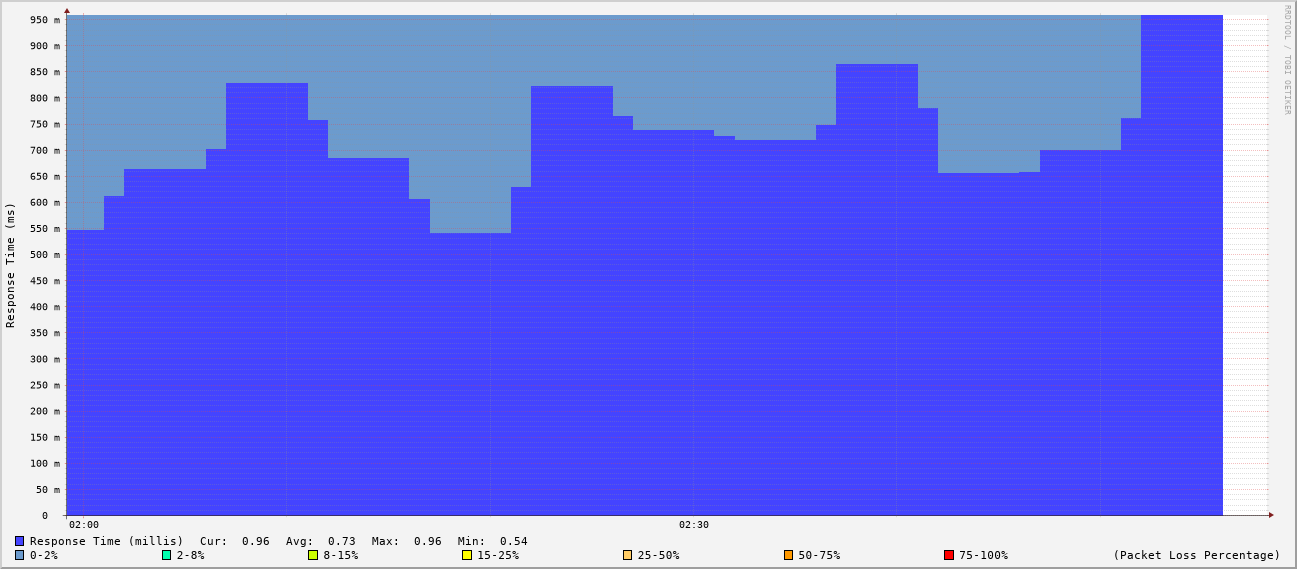 RRDTOOL / TOBI OETIKER
Response Time (ms)
950 m
900 m
850 m
800 m
750 m
700 m
650 m
600 m
550 m
500 m
450 m
400 m
350 m
300 m
250 m
200 m
150 m
100 m
50 m
0
02:00 02:30
Response Time (millis) Cur: 0.96 Avg: 0.73 Max: 0.96 Min: 0.54
0-2% 2-8% 8-15% 15-25% 25-50% 50-75% 75-100% (Packet Loss Percentage)